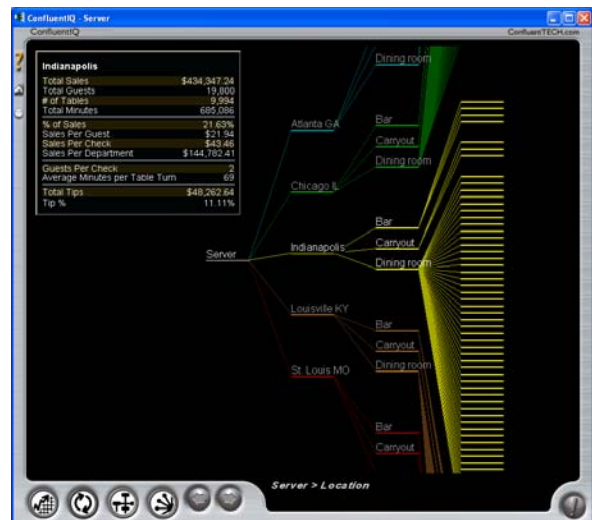 ConfluentIQ - Server
ConfluentIQ
ConfluentTECH.com
Indianapolis
Total Sales $434,347.24
Total Guests 19,800
# of Tables 9,994
Total Minutes 685,086
% of Sales 21.63%
Sales Per Guest $21.94
Sales Per Check $43.46
Sales Per Department $144,782.41
Guests Per Check 2
Average Minutes per Table Turn 69
Total Tips $48,262.64
Tip % 11.11%
Server
Dining room
Atlanta GA
Bar
Carryout
Dining room
Chicago IL
Bar
Carryout
Dining room
Indianapolis
Louisville KY
Bar
Carryout
Dining room
St. Louis MO
Bar
Carryout
Server > Location